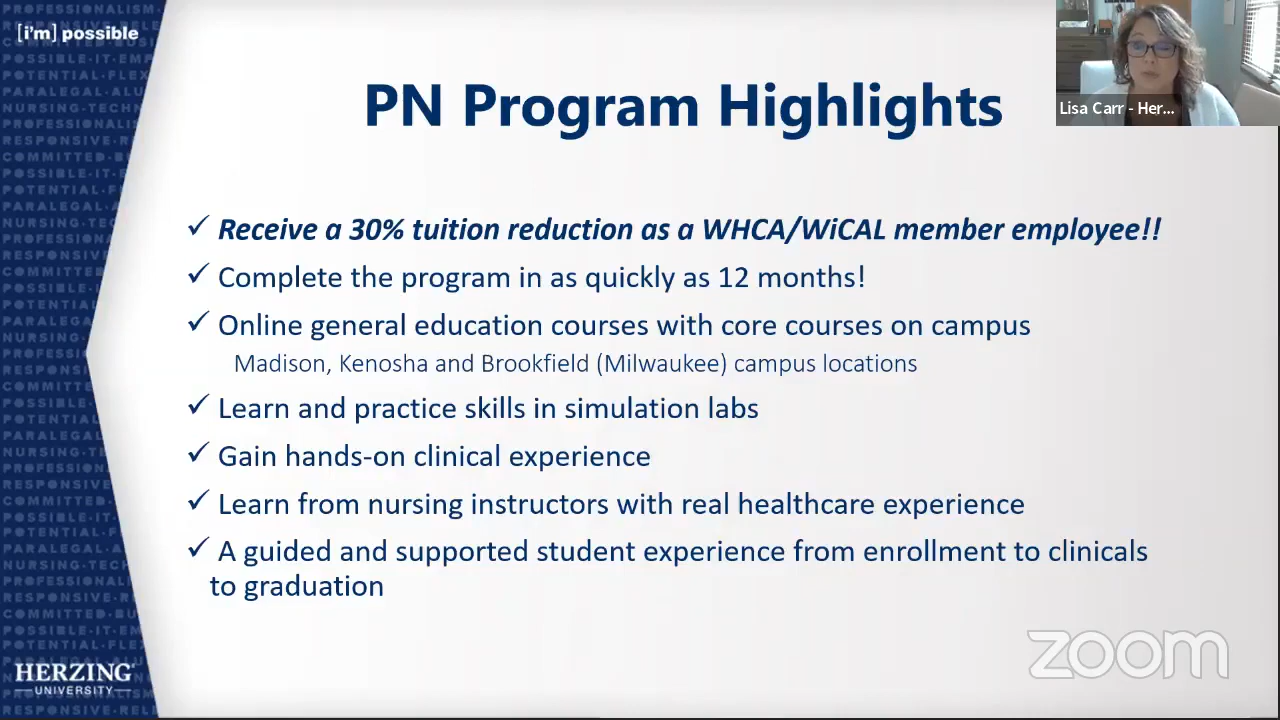 [i'm] possible
PN Program Highlights
Lisa Carr - Her...
✓ Receive a 30% tuition reduction as a WHCA/WiCAL member employee!!
✓ Complete the program in as quickly as 12 months!
✓ Online general education courses with core courses on campus
Madison, Kenosha and Brookfield (Milwaukee) campus locations
✓ Learn and practice skills in simulation labs
✓ Gain hands-on clinical experience
✓ Learn from nursing instructors with real healthcare experience
✓ A guided and supported student experience from enrollment to clinicals
to graduation
HERZING
UNIVERSITY
zoom